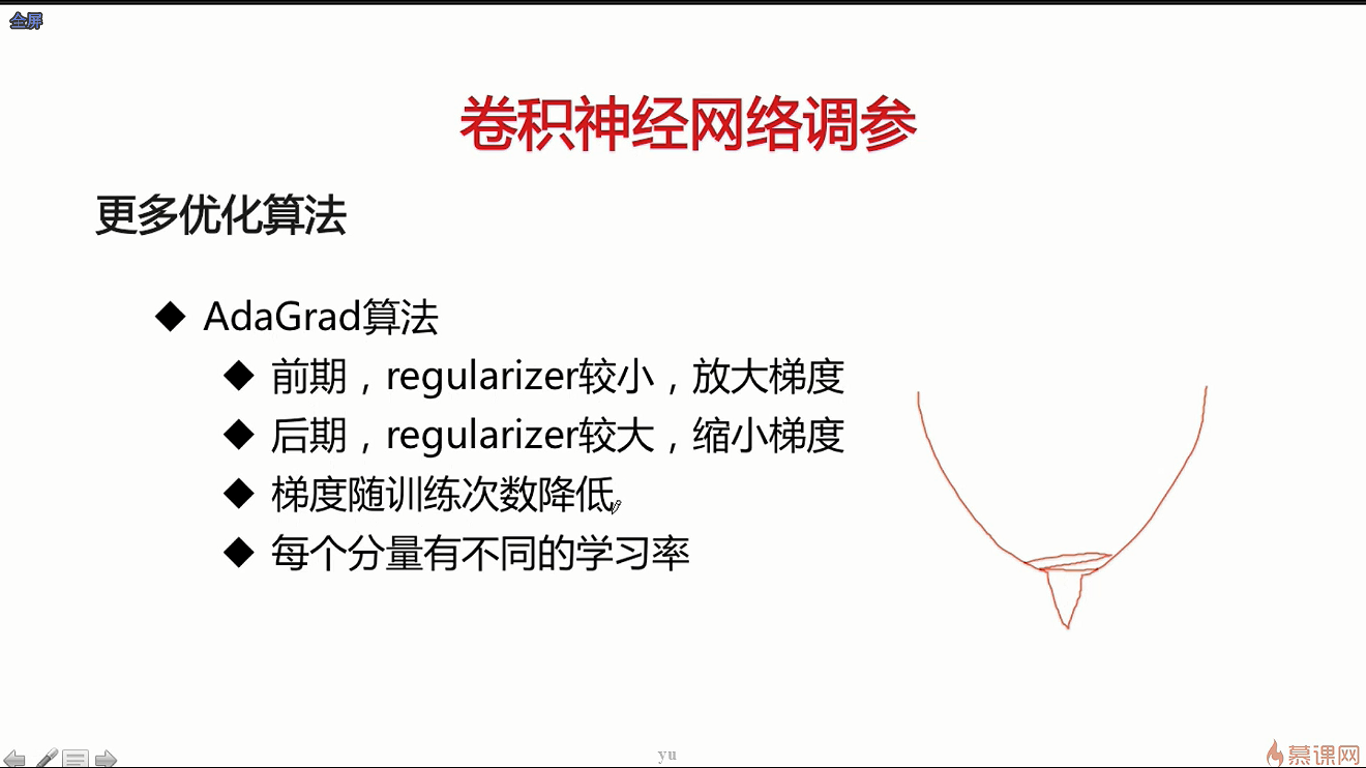 全屏
卷积神经网络调参
更多优化算法
◆ AdaGrad算法
◆ 前期，regularizer较小，放大梯度
◆ 后期，regularizer较大，缩小梯度
◆ 梯度随训练次数降低
◆ 每个分量有不同的学习率
yu
慕课网